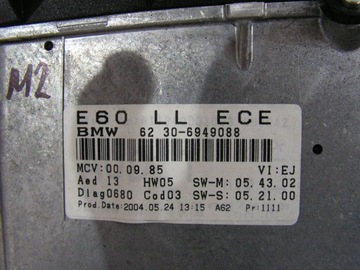 M2
E60 LL ECE
BMW 62 30-6949088
MCV:00.09.85 VI:EJ
Aed 13 HW05 SW-M: 05.43.02
Diag0680 Cod03 SW-S: 05.21.00
Prod.Date:2004.05.24 13:15 A62 Pr:1111